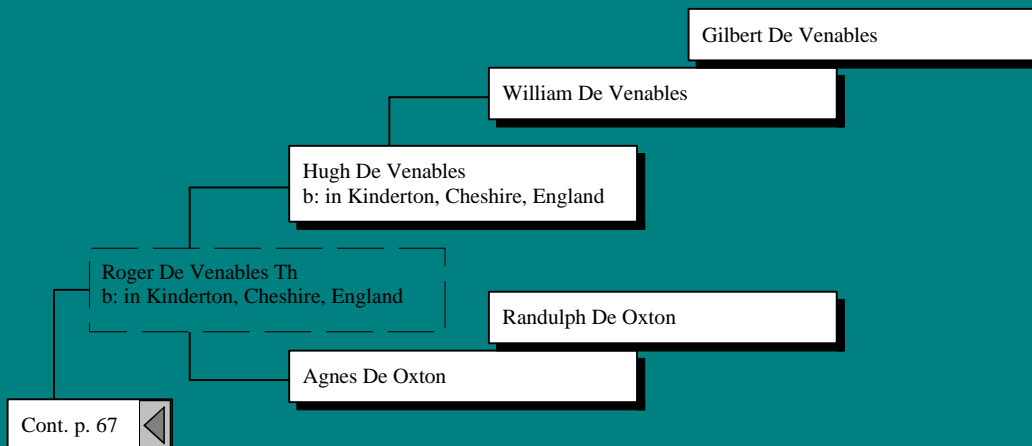 Gilbert De Venables
William De Venables
Hugh De Venables
b: in Kinderton, Cheshire, England
Roger De Venables Th
b: in Kinderton, Cheshire, England
Randulph De Oxton
Agnes De Oxton
Cont. p. 67